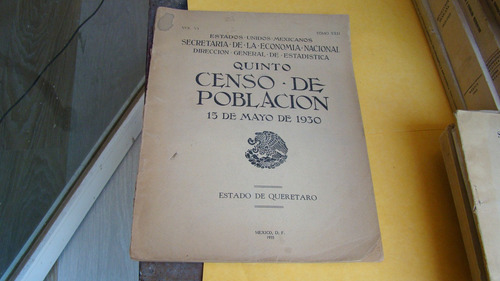 ESTADOS·UNIDOS·MEXICANOS
SECRETARIA·DE·LA·ECONOMIA·NACIONAL
DIRECCION·GENERAL·DE·ESTADISTICA
QUINTO
CENSO·DE
POBLACION
15 DE MAYO DE 1930
ESTADO DE QUERETARO
MEXICO, D. F.